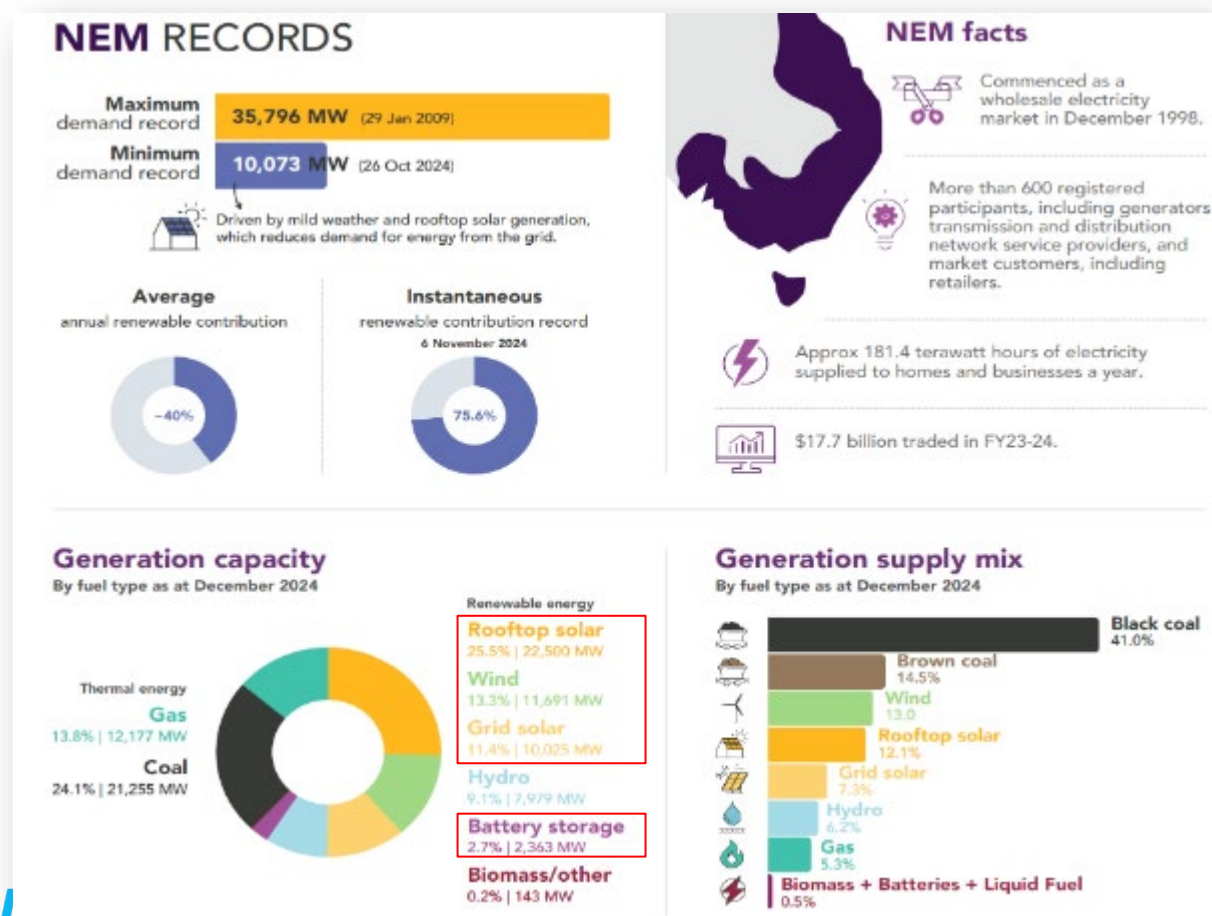 NEM RECORDS
Maximum
demand record
35,796 MW (29 Jan 2009)
Minimum
demand record
10,073 MW (26 Oct 2024)
Driven by mild weather and rooftop solar generation,
which reduces demand for energy from the grid.
Average
annual renewable contribution
~40%
Instantaneous
renewable contribution record
6 November 2024
75.6%
NEM facts
Commenced as a
wholesale electricity
market in December 1998.
More than 600 registered
participants, including generators
transmission and distribution
network service providers, and
market customers, including
retailers.
Approx 181.4 terawatt hours of electricity
supplied to homes and businesses a year.
$17.7 billion traded in FY23-24.
Generation capacity
By fuel type as at December 2024
Thermal energy
Gas
13.8% | 12,177 MW
Coal
24.1% | 21,255 MW
Renewable energy
Rooftop solar
25.5% | 22,500 MW
Wind
13.3% | 11,691 MW
Grid solar
11.4% | 10,025 MW
Hydro
9.1% | 7,979 MW
Battery storage
2.7% | 2,363 MW
Biomass/other
0.2% | 143 MW
Generation supply mix
By fuel type as at December 2024
Black coal
41.0%
Brown coal
14.5%
Wind
13.0
Rooftop solar
12.1%
Grid solar
7.3%
Hydro
6.2%
Gas
5.3%
Biomass + Batteries + Liquid Fuel
0.5%